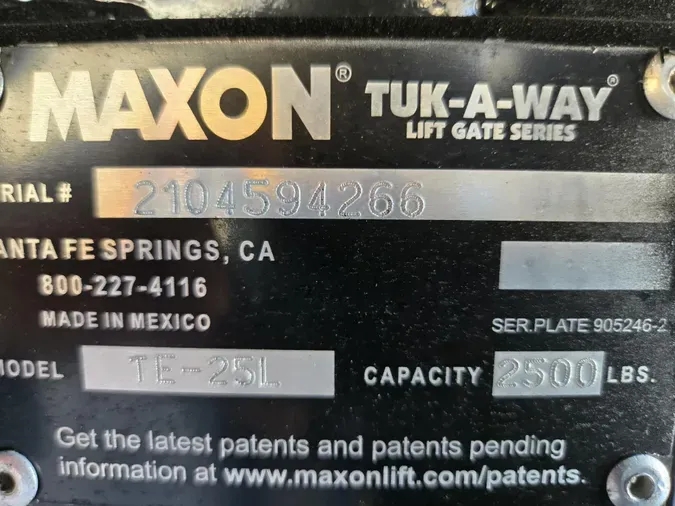 MAXON® TUK-A-WAY®
LIFT GATE SERIES
ERIAL # 2104594266
ANTA FE SPRINGS, CA
800-227-4116
MADE IN MEXICO
SER.PLATE 905246-2
MODEL TE-25L CAPACITY 2500 LBS.
Get the latest patents and patents pending
information at www.maxonlift.com/patents.